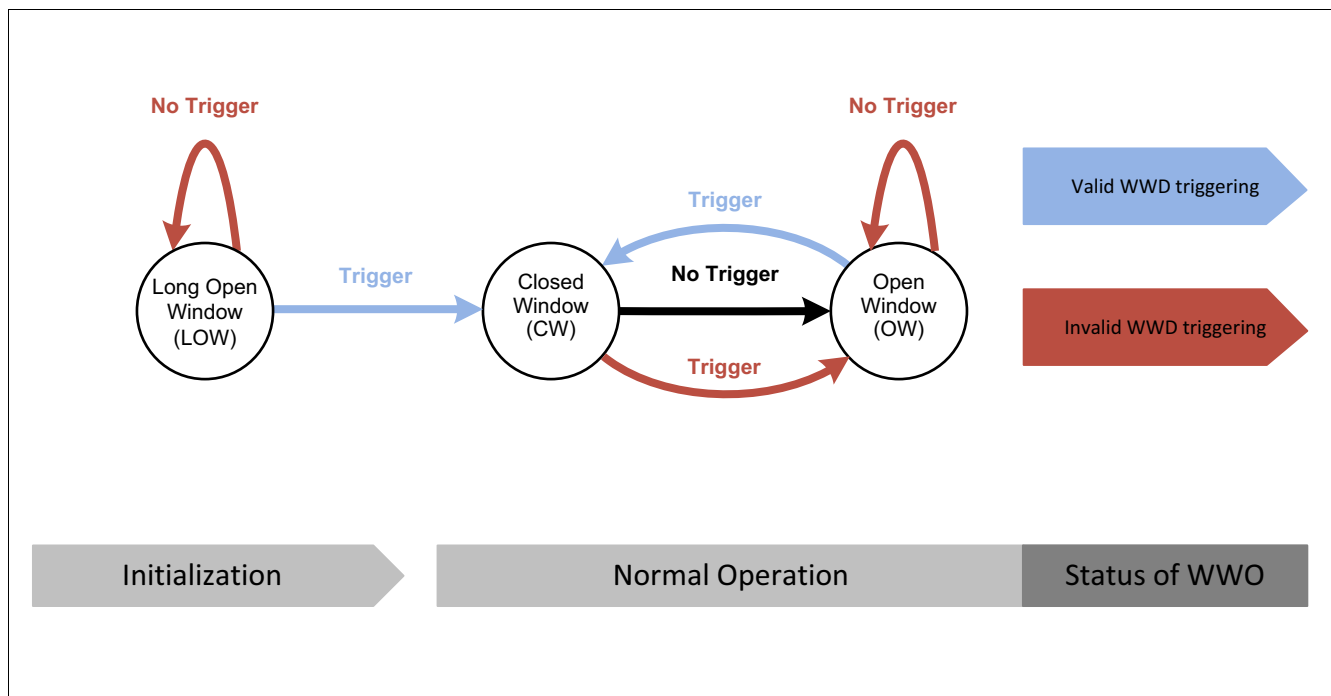 No Trigger
No Trigger
Valid WWD triggering
Trigger
Long Open
Window
(LOW)
Trigger
Closed
Window
(CW)
No Trigger
Open
Window
(OW)
Invalid WWD triggering
Trigger
Initialization
Normal Operation
Status of WWO